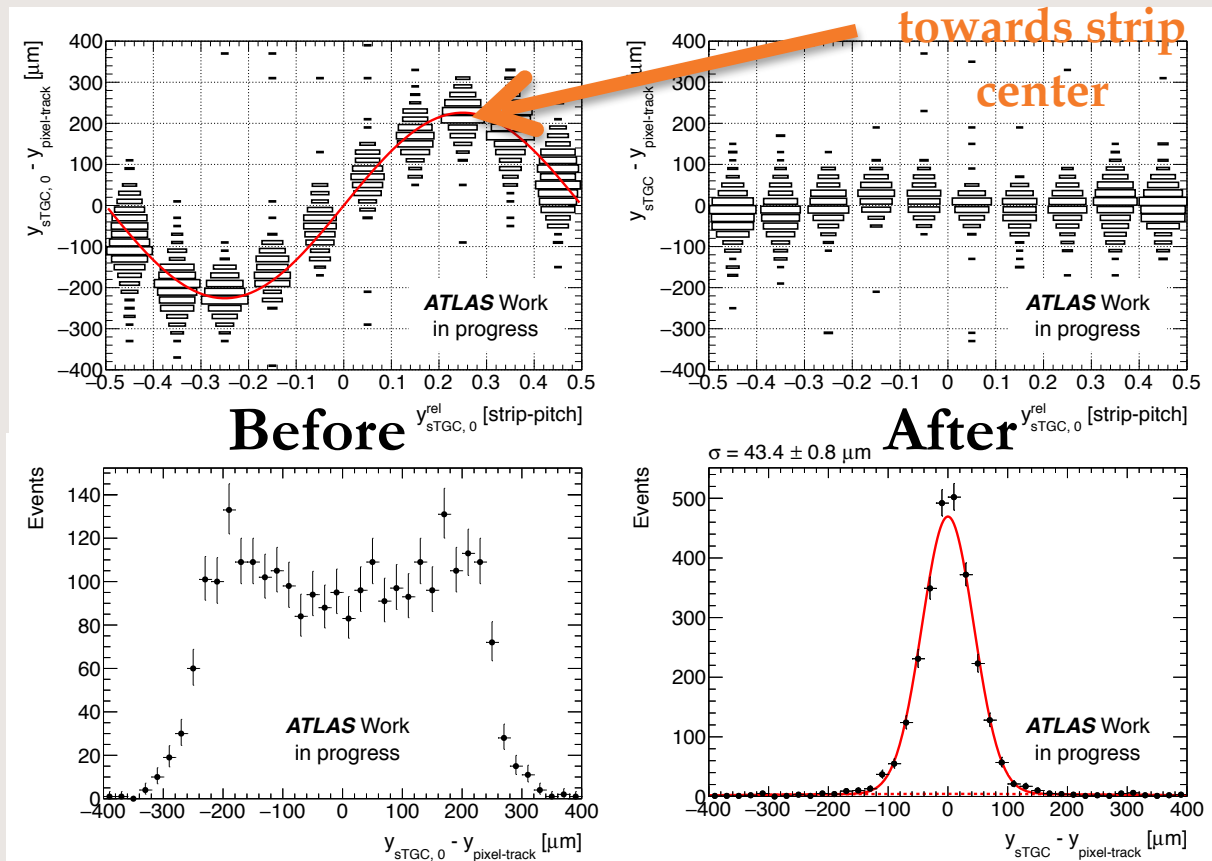 towards strip
center
y_sTGC, 0 - y_pixel-track [μm]
400
300
200
100
0
−100
−200
−300
−400
ATLAS Work
in progress
−0.5 −0.4 −0.3 −0.2 −0.1 0 0.1 0.2 0.3 0.4 0.5
y^rel_sTGC, 0 [strip-pitch]
Before
y_sTGC - y_pixel-track [μm]
400
300
200
100
0
−100
−200
−300
−400
ATLAS Work
in progress
−0.5 −0.4 −0.3 −0.2 −0.1 0 0.1 0.2 0.3 0.4 0.5
y^rel_sTGC, 0 [strip-pitch]
After
Events
140
120
100
80
60
40
20
0
ATLAS Work
in progress
−400 −300 −200 −100 0 100 200 300 400
y_sTGC, 0 - y_pixel-track [μm]
σ = 43.4 ± 0.8 μm
Events
500
400
300
200
100
0
ATLAS Work
in progress
−400 −300 −200 −100 0 100 200 300 400
y_sTGC - y_pixel-track [μm]